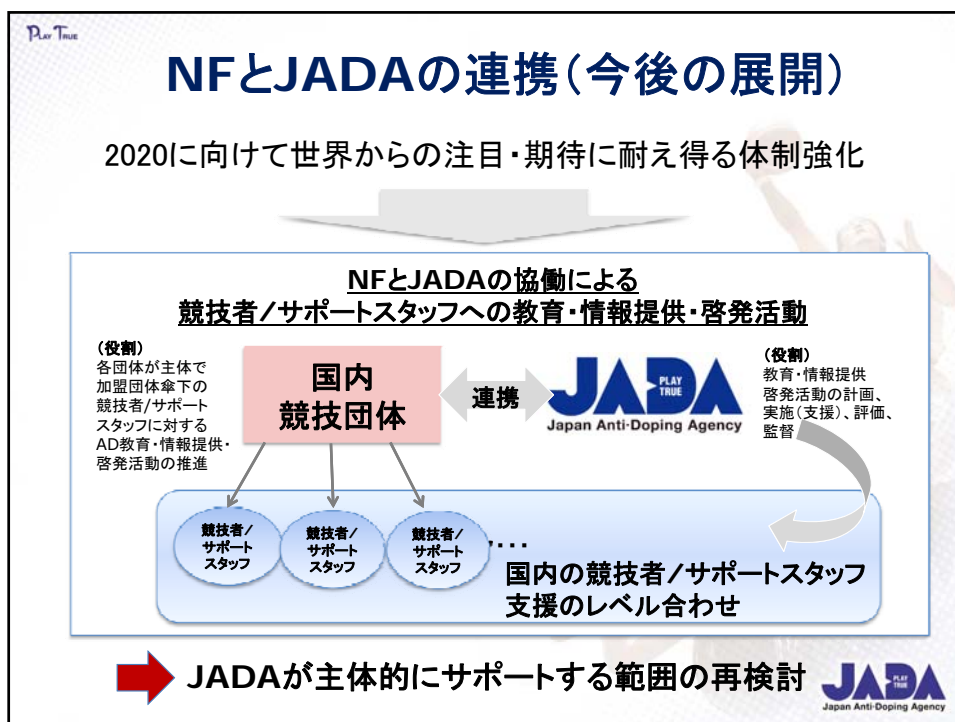 PLAY TRUE
NFとJADAの連携(今後の展開)
2020に向けて世界からの注目・期待に耐え得る体制強化
NFとJADAの協働による
競技者/サポートスタッフへの教育・情報提供・啓発活動
(役割)
各団体が主体で
加盟団体傘下の
競技者/サポート
スタッフに対する
AD教育・情報提供・
啓発活動の推進
国内
競技団体
連携
JADA
PLAY
TRUE
Japan Anti-Doping Agency
(役割)
教育・情報提供
啓発活動の計画、
実施(支援)、評価、
監督
競技者/
サポート
スタッフ
競技者/
サポート
スタッフ
競技者/
サポート
スタッフ
・・・・
国内の競技者/サポートスタッフ
支援のレベル合わせ
JADAが主体的にサポートする範囲の再検討
JADA
PLAY
TRUE
Japan Anti-Doping Agency